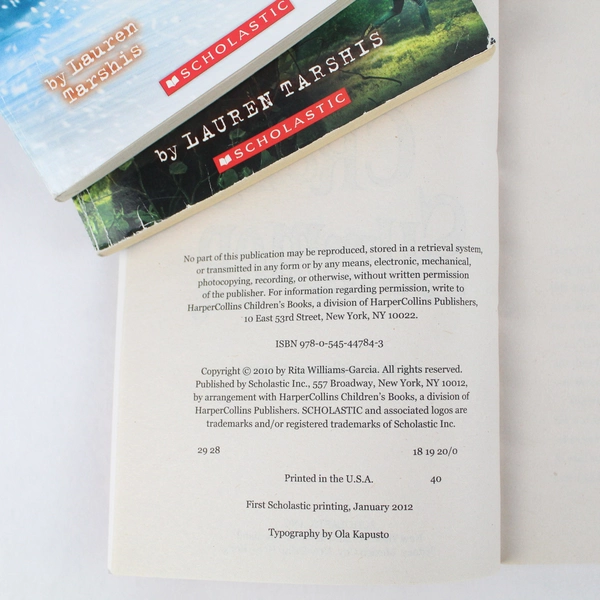 by Lauren
Tarshis
SCHOLASTIC
by LAUREN TARSHIS
SCHOLASTIC
No part of this publication may be reproduced, stored in a retrieval system,
or transmitted in any form or by any means, electronic, mechanical,
photocopying, recording, or otherwise, without written permission
of the publisher. For information regarding permission, write to
HarperCollins Children's Books, a division of HarperCollins Publishers,
10 East 53rd Street, New York, NY 10022.
ISBN 978-0-545-44784-3
Copyright © 2010 by Rita Williams-Garcia. All rights reserved.
Published by Scholastic Inc., 557 Broadway, New York, NY 10012,
by arrangement with HarperCollins Children's Books, a division of
HarperCollins Publishers. SCHOLASTIC and associated logos are
trademarks and/or registered trademarks of Scholastic Inc.
29 28 18 19 20/0
Printed in the U.S.A. 40
First Scholastic printing, January 2012
Typography by Ola Kapusto